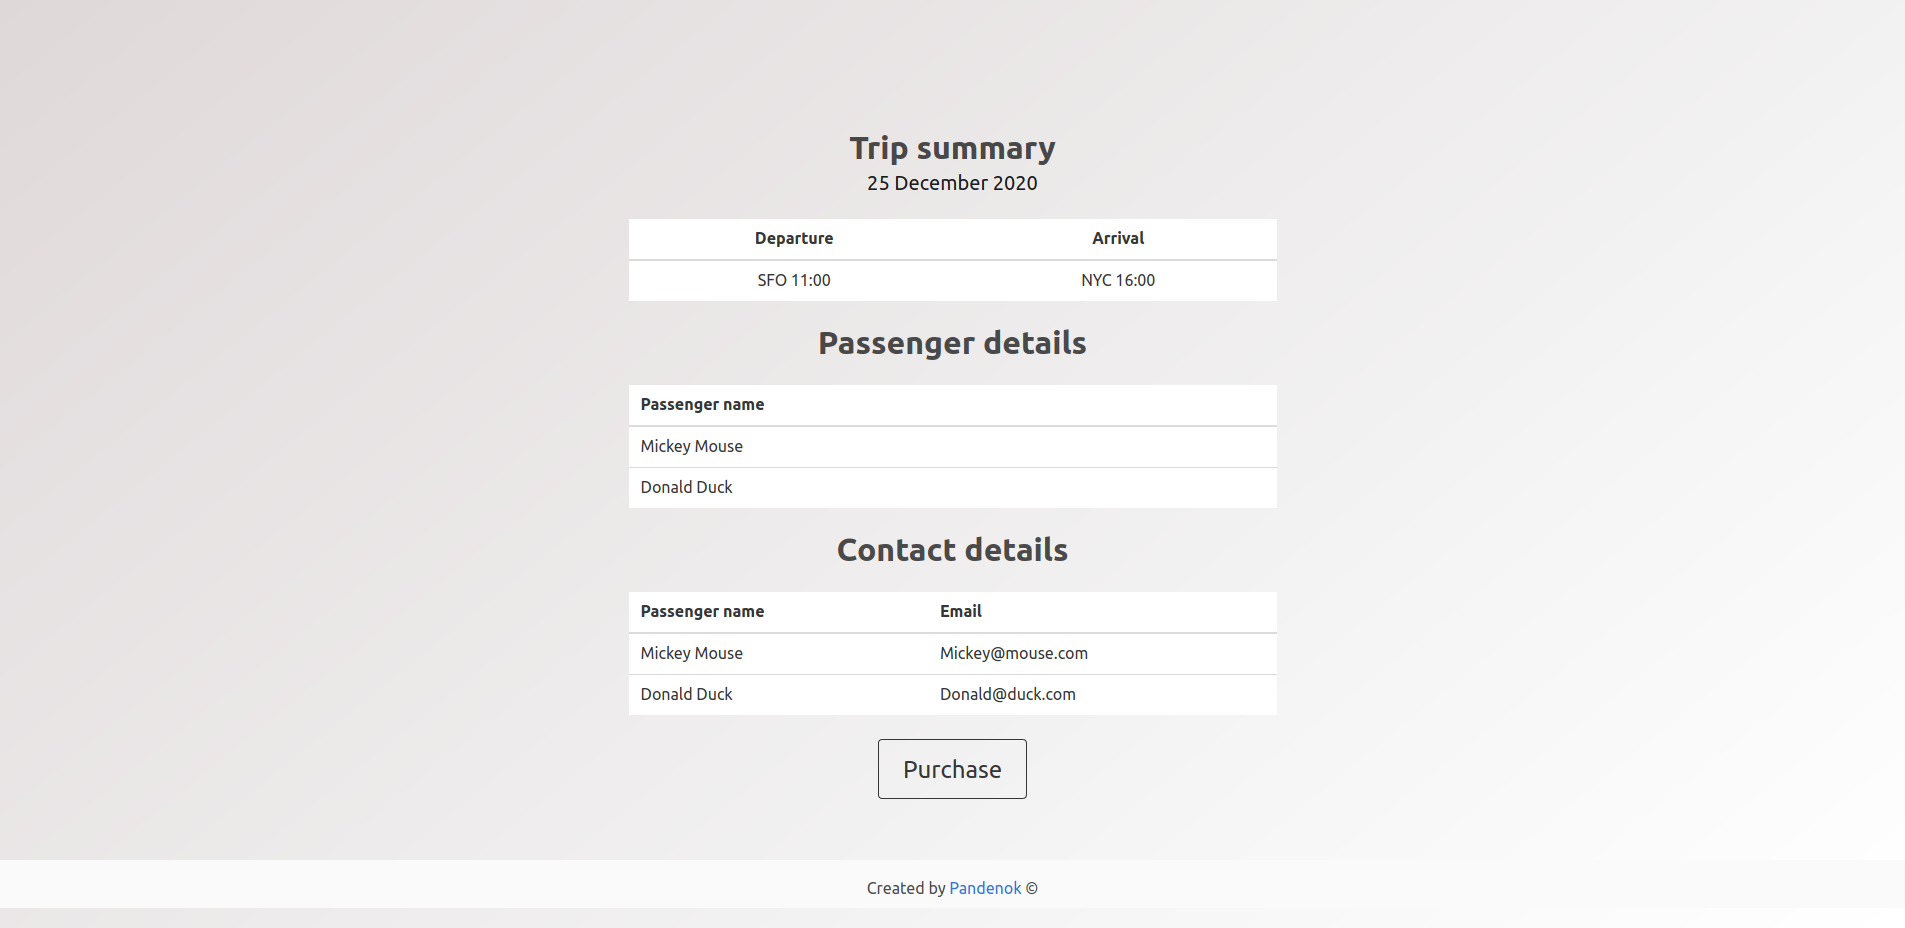 Trip summary
25 December 2020
Departure Arrival
SFO 11:00 NYC 16:00
Passenger details
Passenger name
Mickey Mouse
Donald Duck
Contact details
Passenger name Email
Mickey Mouse Mickey@mouse.com
Donald Duck Donald@duck.com
Purchase
Created by Pandenok ©